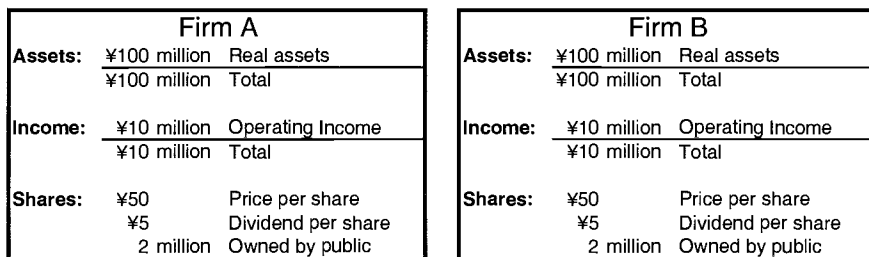 Firm A
Assets: ¥100 million Real assets
¥100 million Total
Income: ¥10 million Operating Income
¥10 million Total
Shares: ¥50 Price per share
¥5 Dividend per share
2 million Owned by public
Firm B
Assets: ¥100 million Real assets
¥100 million Total
Income: ¥10 million Operating Income
¥10 million Total
Shares: ¥50 Price per share
¥5 Dividend per share
2 million Owned by public